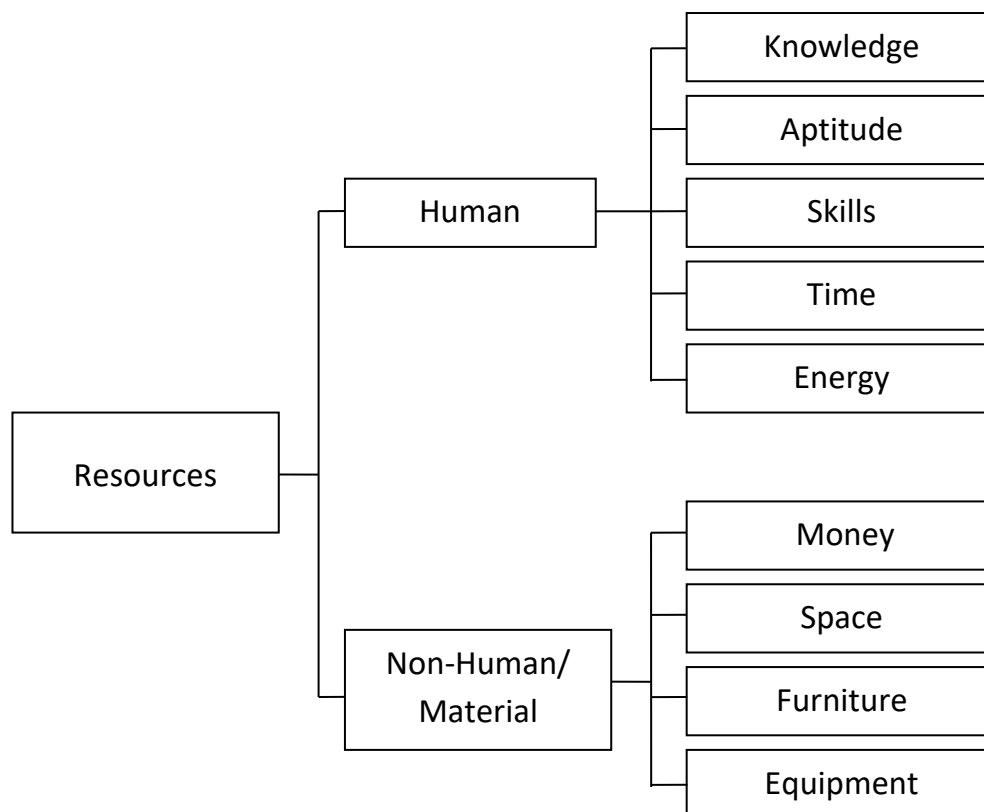 Knowledge
Aptitude
Human
Skills
Time
Energy
Resources
Money
Space
Non-Human/
Material
Furniture
Equipment